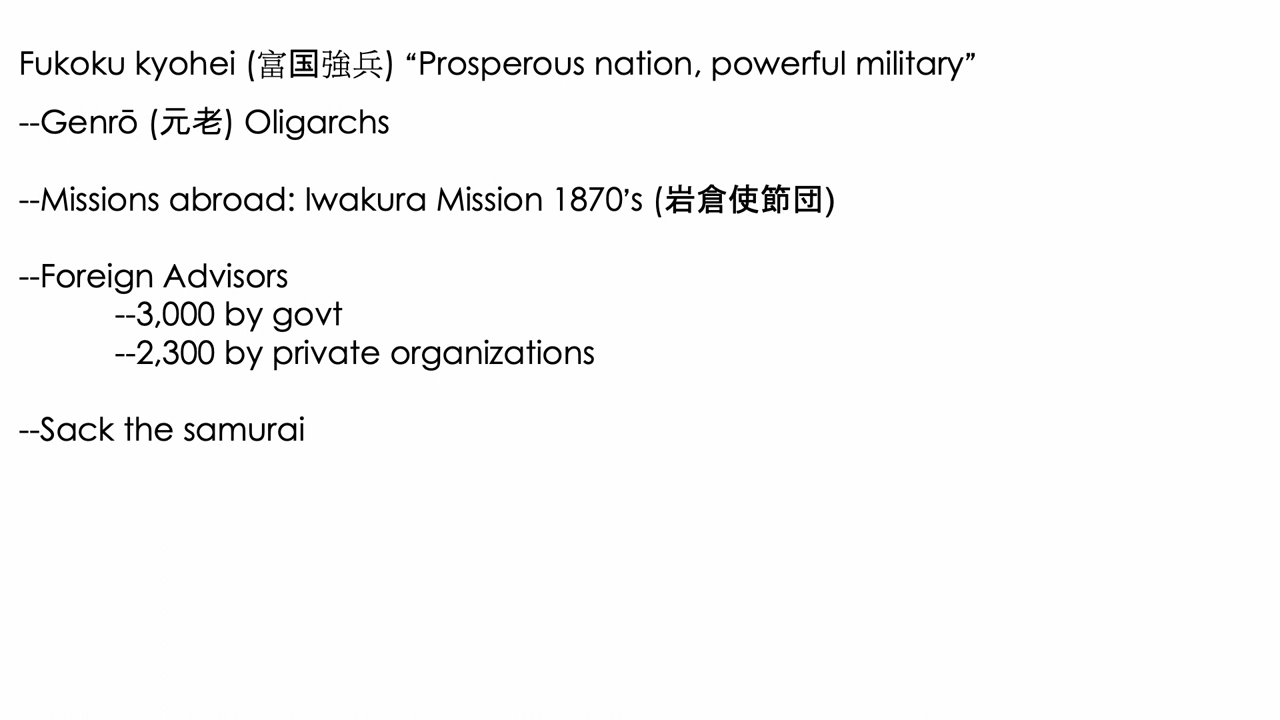 Fukoku kyohei (富国強兵) “Prosperous nation, powerful military”
--Genrō (元老) Oligarchs
--Missions abroad: Iwakura Mission 1870’s (岩倉使節団)
--Foreign Advisors
--3,000 by govt
--2,300 by private organizations
--Sack the samurai